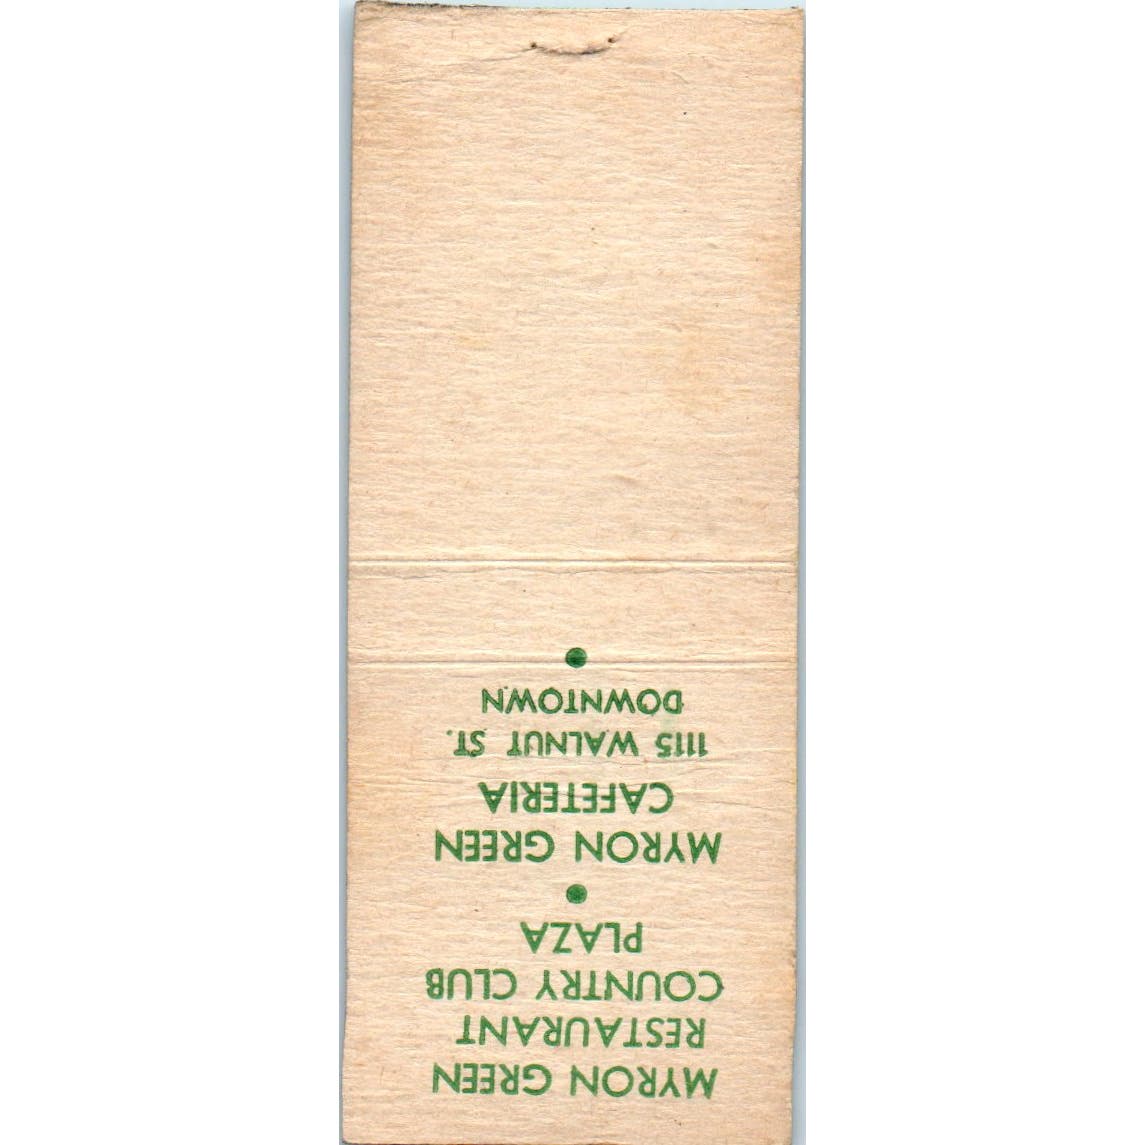 MYRON GREEN
RESTAURANT
COUNTRY CLUB
PLAZA
●
MYRON GREEN
CAFETERIA
1115 WALNUT ST.
DOWNTOWN
●